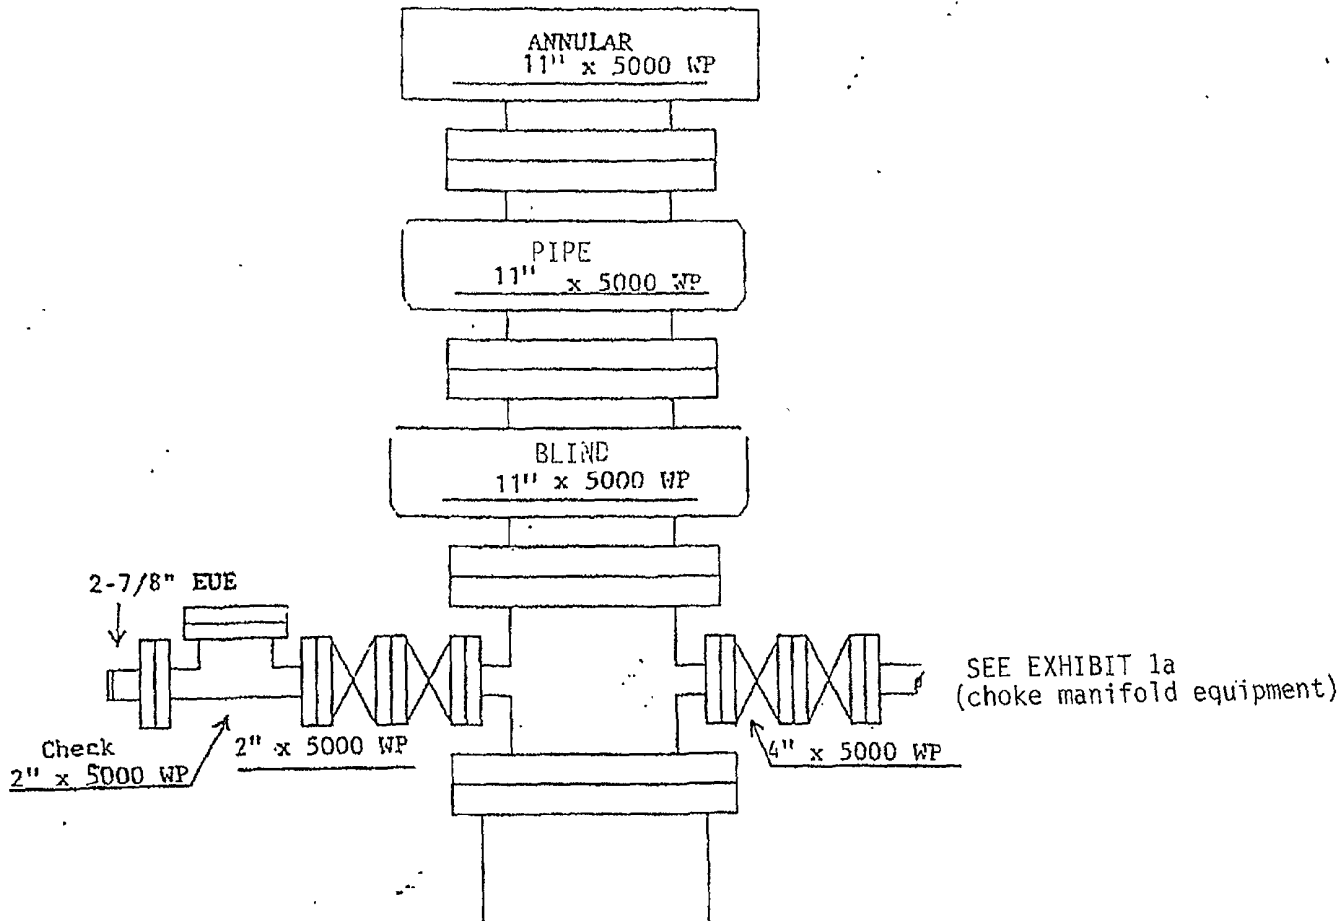 ANNULAR
11" x 5000 WP
PIPE
11" x 5000 WP
BLIND
11" x 5000 WP
2-7/8" EUE
SEE EXHIBIT 1a
(choke manifold equipment)
Check
2" x 5000 WP
2" x 5000 WP
4" x 5000 WP